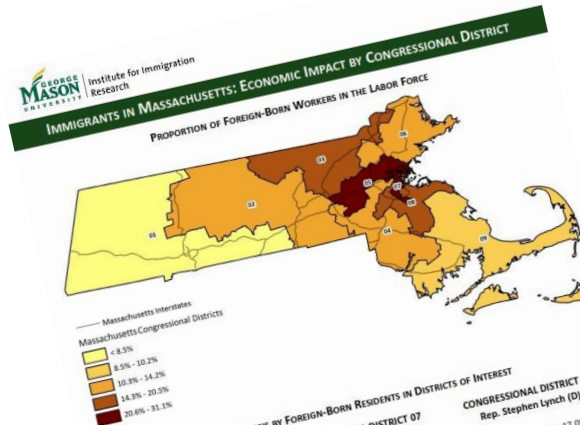 GEORGE
MASON
UNIVERSITY
Institute for Immigration
Research
IMMIGRANTS IN MASSACHUSETTS: ECONOMIC IMPACT BY CONGRESSIONAL DISTRICT
PROPORTION OF FOREIGN-BORN WORKERS IN THE LABOR FORCE
06
03
05
07
02
08
01
04
09
Massachusetts Interstates
Massachusetts Congressional Districts
< 8.5%
8.5% - 10.2%
10.3% - 14.2%
14.3% - 20.5%
20.6% - 31.1%
BY FOREIGN-BORN RESIDENTS IN DISTRICTS OF INTEREST
DISTRICT 07
CONGRESSIONAL DISTRICT
Rep. Stephen Lynch (D)